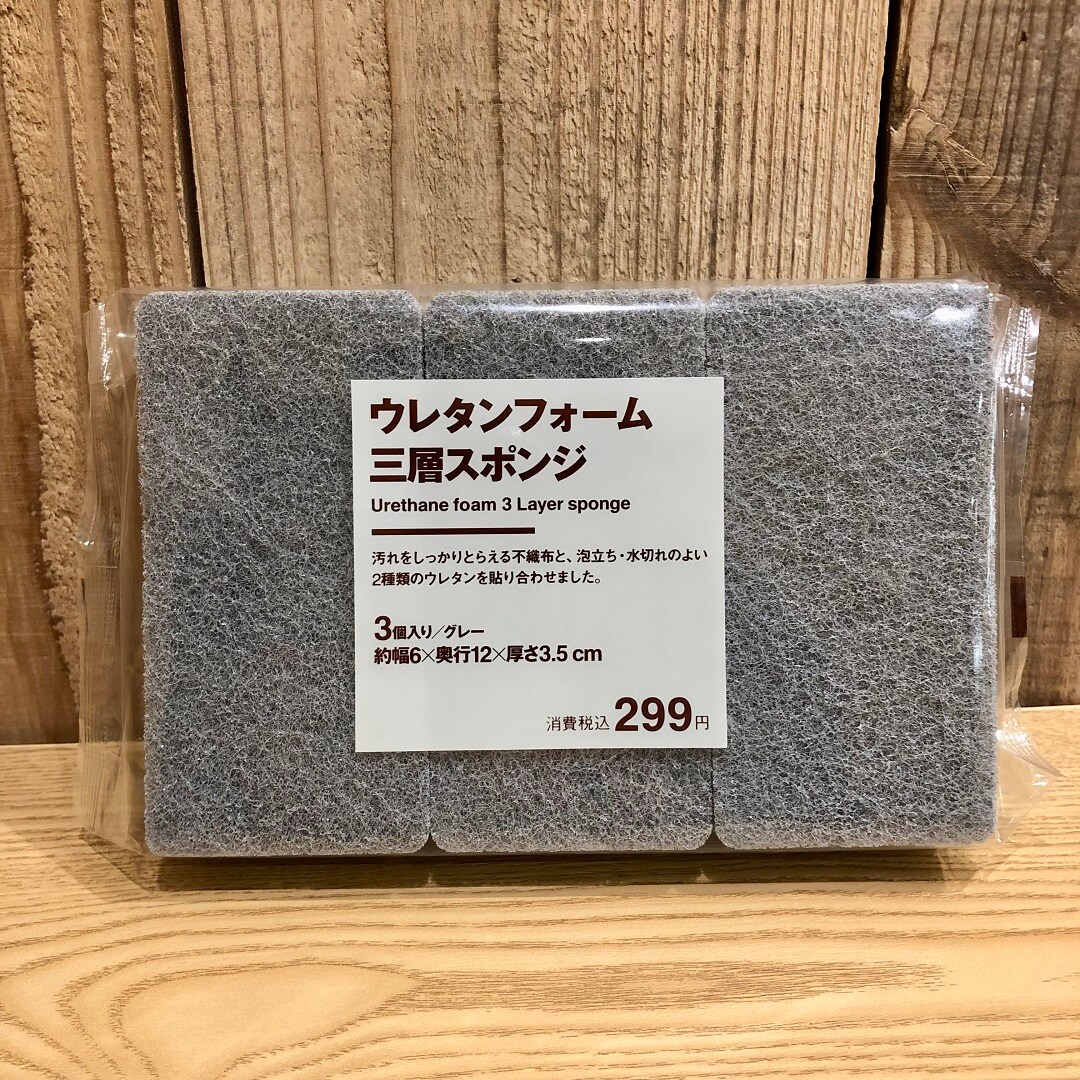 ウレタンフォーム
三層スポンジ
Urethane foam 3 Layer sponge
汚れをしっかりとらえる不織布と、泡立ち・水切れのよい
2種類のウレタンを貼り合わせました。
3個入り／グレー
約幅6×奥行12×厚さ3.5 cm
消費税込299円